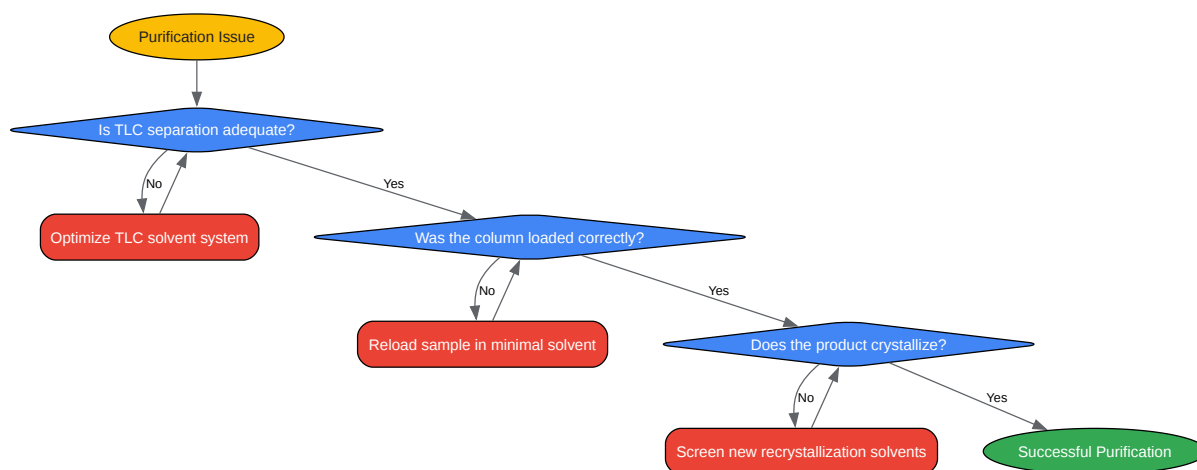 Purification Issue
Is TLC separation adequate?
No
Yes
Optimize TLC solvent system
Was the column loaded correctly?
No
Yes
Reload sample in minimal solvent
Does the product crystallize?
No
Yes
Screen new recrystallization solvents
Successful Purification